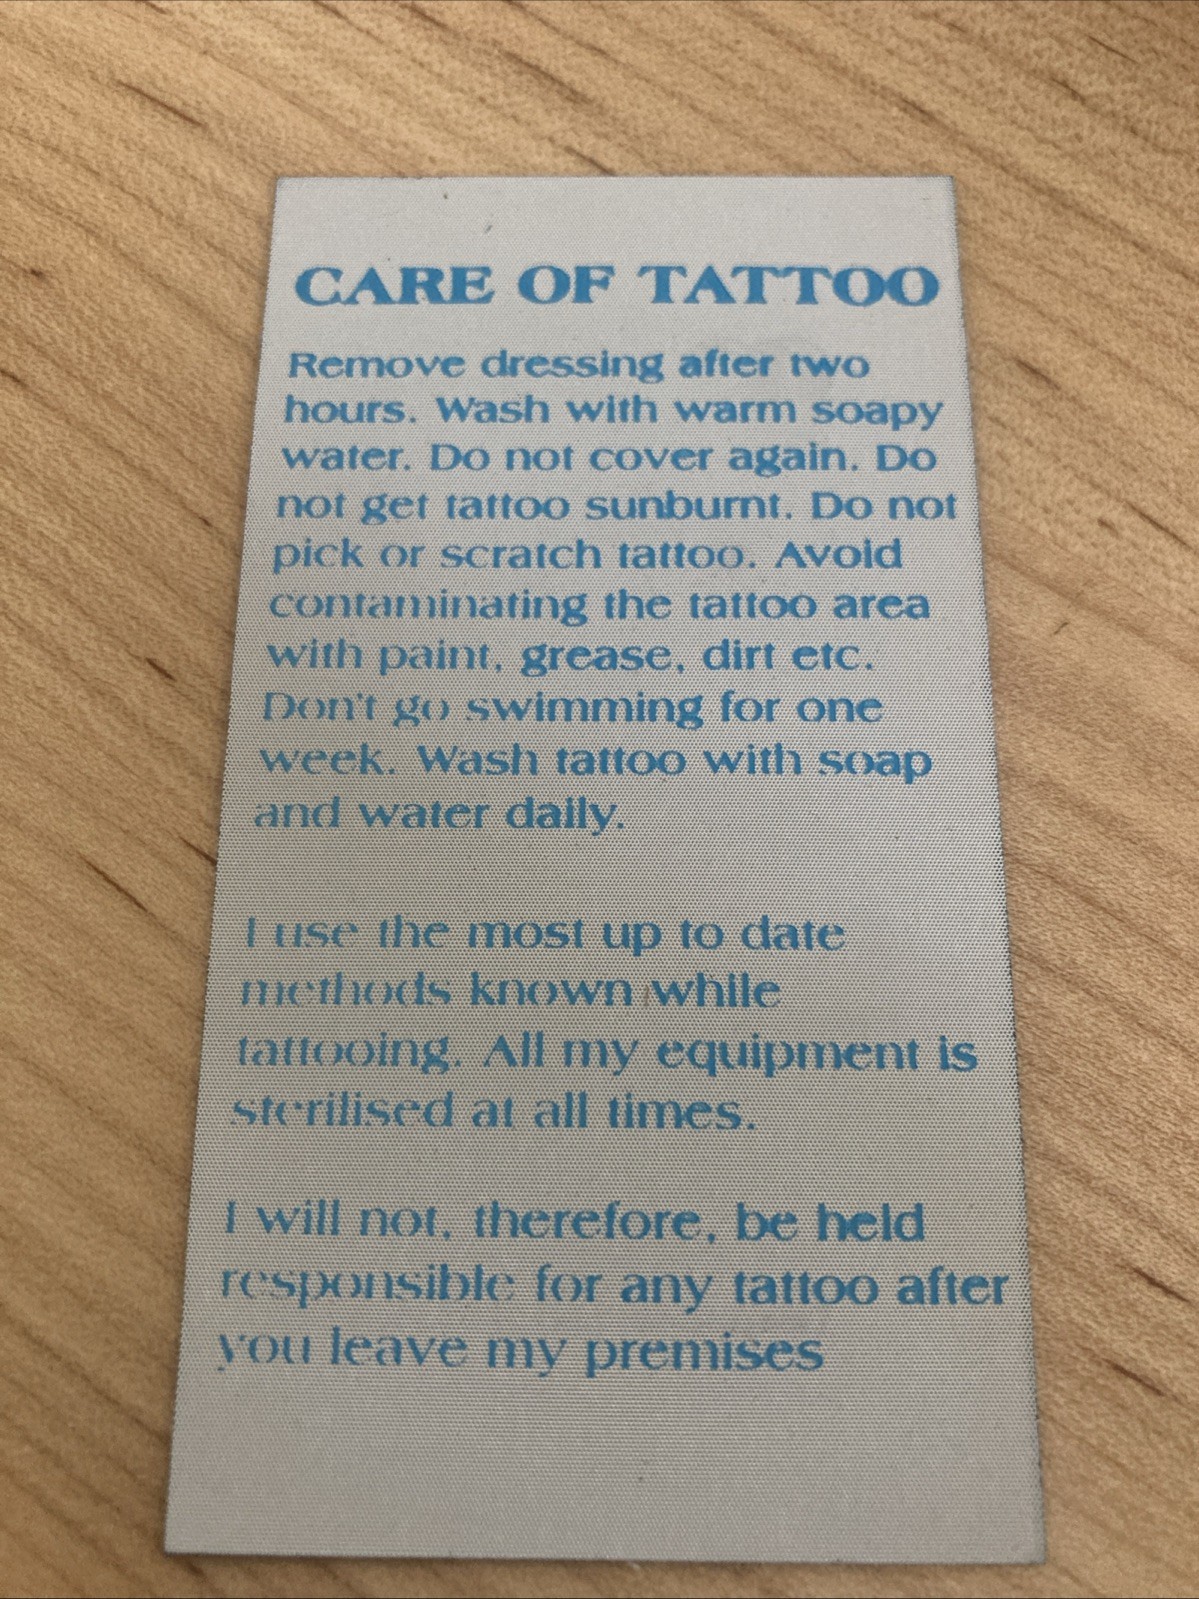 CARE OF TATTOO
Remove dressing after two
hours. Wash with warm soapy
water. Do not cover again. Do
not get tattoo sunburnt. Do not
pick or scratch tattoo. Avoid
contaminating the tattoo area
with paint, grease, dirt etc.
Don't go swimming for one
week. Wash tattoo with soap
and water daily.
I use the most up to date
methods known while
tattooing. All my equipment is
sterilised at all times.
I will not, therefore, be held
responsible for any tattoo after
you leave my premises